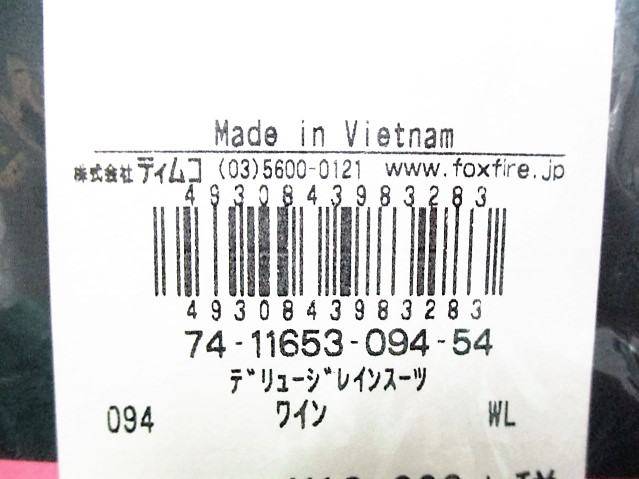 Made in Vietnam
株式会社 ティムコ (03)5600-0121 www.foxfire.jp
4930843983283
4930843983283
74-11653-094-54
ﾃﾞﾘｭｰｼﾞﾚｲﾝｽｰﾂ
094 ﾜｲﾝ WL